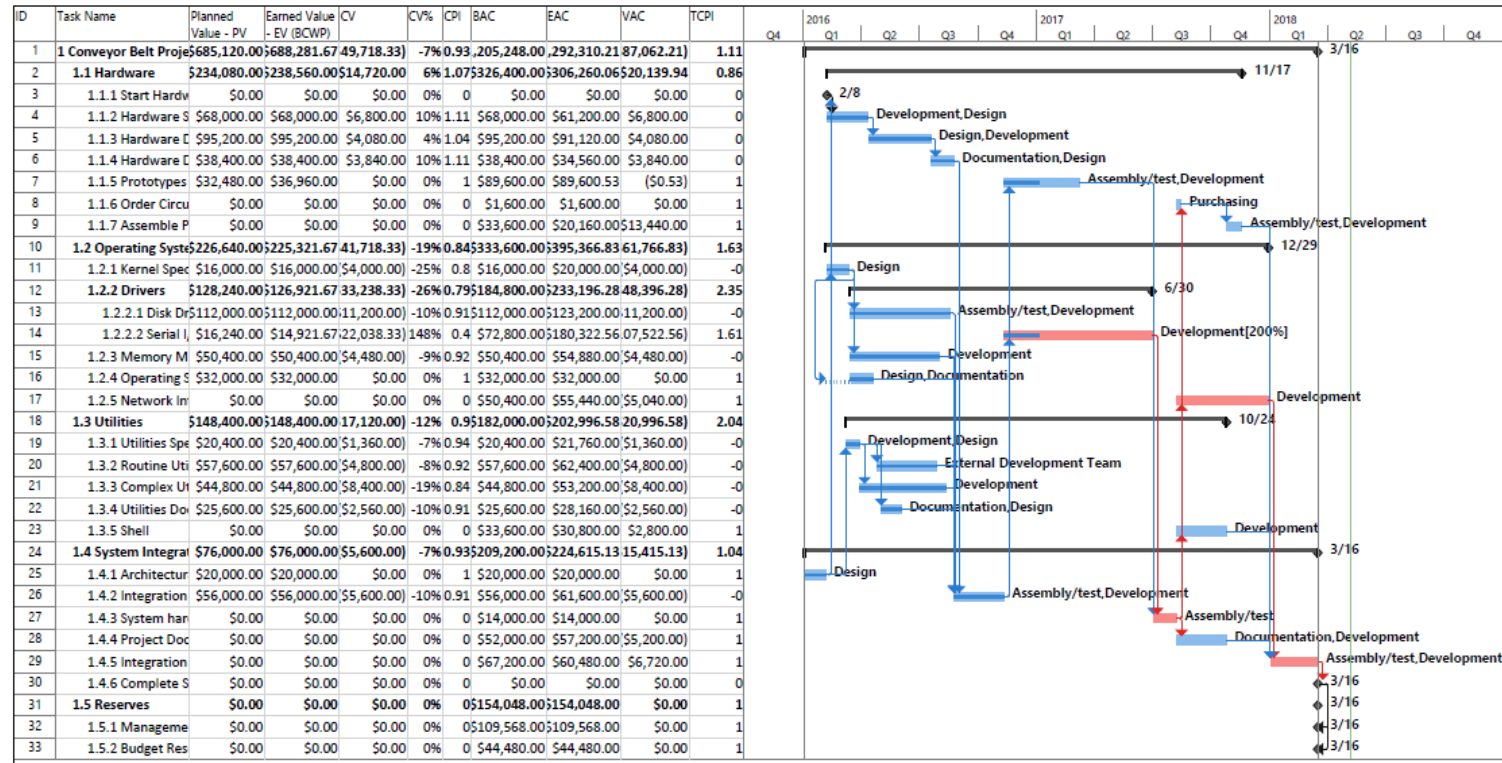 ID Task Name Planned Value - PV Earned Value - EV (BCWP) CV CV% CPI BAC EAC VAC TCPI
2016 2017 2018
Q4 Q1 Q2 Q3 Q4 Q1 Q2 Q3 Q4 Q1 Q2 Q3 Q4
1 1 Conveyor Belt Proje $685,120.00 $688,281.67 49,718.33) -7% 0.93 ,205,248.00 ,292,310.21 87,062.21) 1.11 3/16
2 1.1 Hardware $234,080.00 $238,560.00 $14,720.00 6% 1.07 $326,400.00 $306,260.06 $20,139.94 0.86 11/17
3 1.1.1 Start Hardw $0.00 $0.00 $0.00 0% 0 $0.00 $0.00 $0.00 0 2/8
4 1.1.2 Hardware S $68,000.00 $68,000.00 $6,800.00 10% 1.11 $68,000.00 $61,200.00 $6,800.00 0 Development,Design
5 1.1.3 Hardware D $95,200.00 $95,200.00 $4,080.00 4% 1.04 $95,200.00 $91,120.00 $4,080.00 0 Design,Development
6 1.1.4 Hardware D $38,400.00 $38,400.00 $3,840.00 10% 1.11 $38,400.00 $34,560.00 $3,840.00 0 Documentation,Design
7 1.1.5 Prototypes $32,480.00 $36,960.00 $0.00 0% 1 $89,600.00 $89,600.53 ($0.53) 1 Assembly/test,Development
8 1.1.6 Order Circu $0.00 $0.00 $0.00 0% 0 $1,600.00 $1,600.00 $0.00 1 Purchasing
9 1.1.7 Assemble P $0.00 $0.00 $0.00 0% 0 $33,600.00 $20,160.00 $13,440.00 1 Assembly/test,Development
10 1.2 Operating Syste $226,640.00 $225,321.67 41,718.33) -19% 0.84 $333,600.00 $395,366.83 61,766.83) 1.63 12/29
11 1.2.1 Kernel Spec $16,000.00 $16,000.00 ($4,000.00) -25% 0.8 $16,000.00 $20,000.00 ($4,000.00) -0 Design
12 1.2.2 Drivers $128,240.00 $126,921.67 33,238.33) -26% 0.79 $184,800.00 $233,196.28 48,396.28) 2.35 6/30
13 1.2.2.1 Disk Dr $112,000.00 $112,000.00 11,200.00) -10% 0.91 $112,000.00 $123,200.00 11,200.00) -0 Assembly/test,Development
14 1.2.2.2 Serial I, $16,240.00 $14,921.67 22,038.33) 148% 0.4 $72,800.00 $180,322.56 07,522.56) 1.61 Development[200%]
15 1.2.3 Memory M $50,400.00 $50,400.00 ($4,480.00) -9% 0.92 $50,400.00 $54,880.00 ($4,480.00) -0 Development
16 1.2.4 Operating S $32,000.00 $32,000.00 $0.00 0% 1 $32,000.00 $32,000.00 $0.00 1 Design,Documentation
17 1.2.5 Network In $0.00 $0.00 $0.00 0% 0 $50,400.00 $55,440.00 ($5,040.00) 1 Development
18 1.3 Utilities $148,400.00 $148,400.00 17,120.00) -12% 0.9 $182,000.00 $202,996.58 20,996.58) 2.04 10/24
19 1.3.1 Utilities Spe $20,400.00 $20,400.00 ($1,360.00) -7% 0.94 $20,400.00 $21,760.00 ($1,360.00) -0 Development,Design
20 1.3.2 Routine Uti $57,600.00 $57,600.00 ($4,800.00) -8% 0.92 $57,600.00 $62,400.00 ($4,800.00) -0 External Development Team
21 1.3.3 Complex Ut $44,800.00 $44,800.00 ($8,400.00) -19% 0.84 $44,800.00 $53,200.00 ($8,400.00) -0 Development
22 1.3.4 Utilities Do $25,600.00 $25,600.00 ($2,560.00) -10% 0.91 $25,600.00 $28,160.00 ($2,560.00) -0 Documentation,Design
23 1.3.5 Shell $0.00 $0.00 $0.00 0% 0 $33,600.00 $30,800.00 $2,800.00 1 Development
24 1.4 System Integrat $76,000.00 $76,000.00 ($5,600.00) -7% 0.93 $209,200.00 $224,615.13 15,415.13) 1.04 3/16
25 1.4.1 Architectur $20,000.00 $20,000.00 $0.00 0% 1 $20,000.00 $20,000.00 $0.00 1 Design
26 1.4.2 Integration $56,000.00 $56,000.00 ($5,600.00) -10% 0.91 $56,000.00 $61,600.00 ($5,600.00) -0 Assembly/test,Development
27 1.4.3 System har $0.00 $0.00 $0.00 0% 0 $14,000.00 $14,000.00 $0.00 1 Assembly/test
28 1.4.4 Project Doc $0.00 $0.00 $0.00 0% 0 $52,000.00 $57,200.00 ($5,200.00) 1 Documentation,Development
29 1.4.5 Integration $0.00 $0.00 $0.00 0% 0 $67,200.00 $60,480.00 $6,720.00 1 Assembly/test,Development
30 1.4.6 Complete S $0.00 $0.00 $0.00 0% 0 $0.00 $0.00 $0.00 0 3/16
31 1.5 Reserves $0.00 $0.00 $0.00 0% 0 $154,048.00 $154,048.00 $0.00 1 3/16
32 1.5.1 Manageme $0.00 $0.00 $0.00 0% 0 $109,568.00 $109,568.00 $0.00 1 3/16
33 1.5.2 Budget Res $0.00 $0.00 $0.00 0% 0 $44,480.00 $44,480.00 $0.00 1 3/16